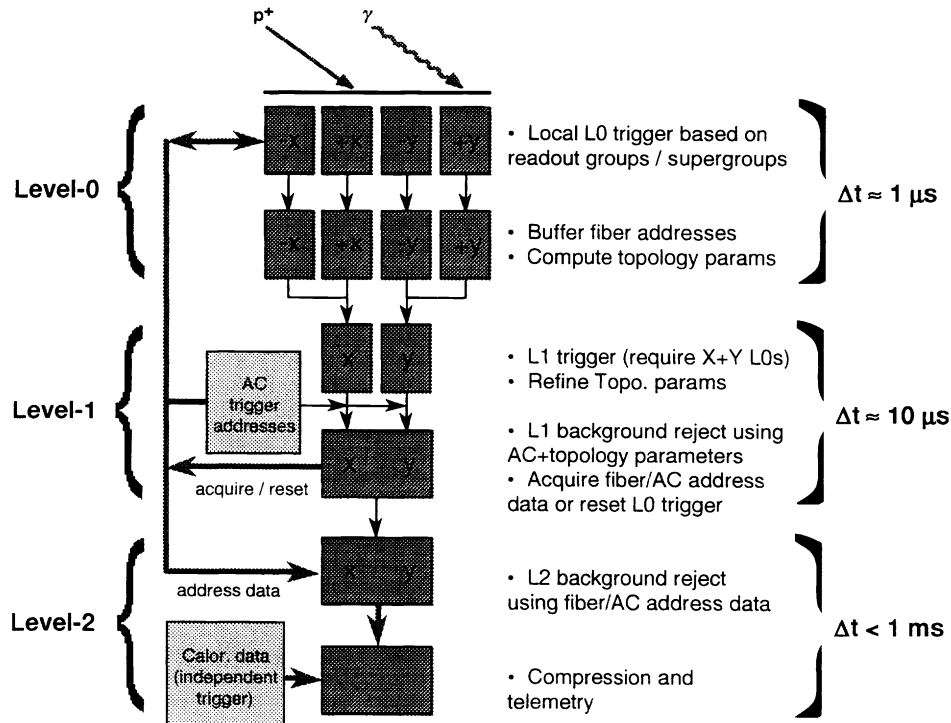 p+
γ
-x +x -y +y
• Local L0 trigger based on
readout groups / supergroups
Level-0
Δt ≈ 1 μs
-x +x -y +y
• Buffer fiber addresses
• Compute topology params
x y
• L1 trigger (require X+Y L0s)
• Refine Topo. params
AC
trigger
addresses
Level-1
Δt ≈ 10 μs
• L1 background reject using
AC+topology parameters
• Acquire fiber/AC address
data or reset L0 trigger
x y
acquire / reset
x y
address data
• L2 background reject
using fiber/AC address data
Level-2
Δt < 1 ms
Calor. data
(independent
trigger)
• Compression and
telemetry